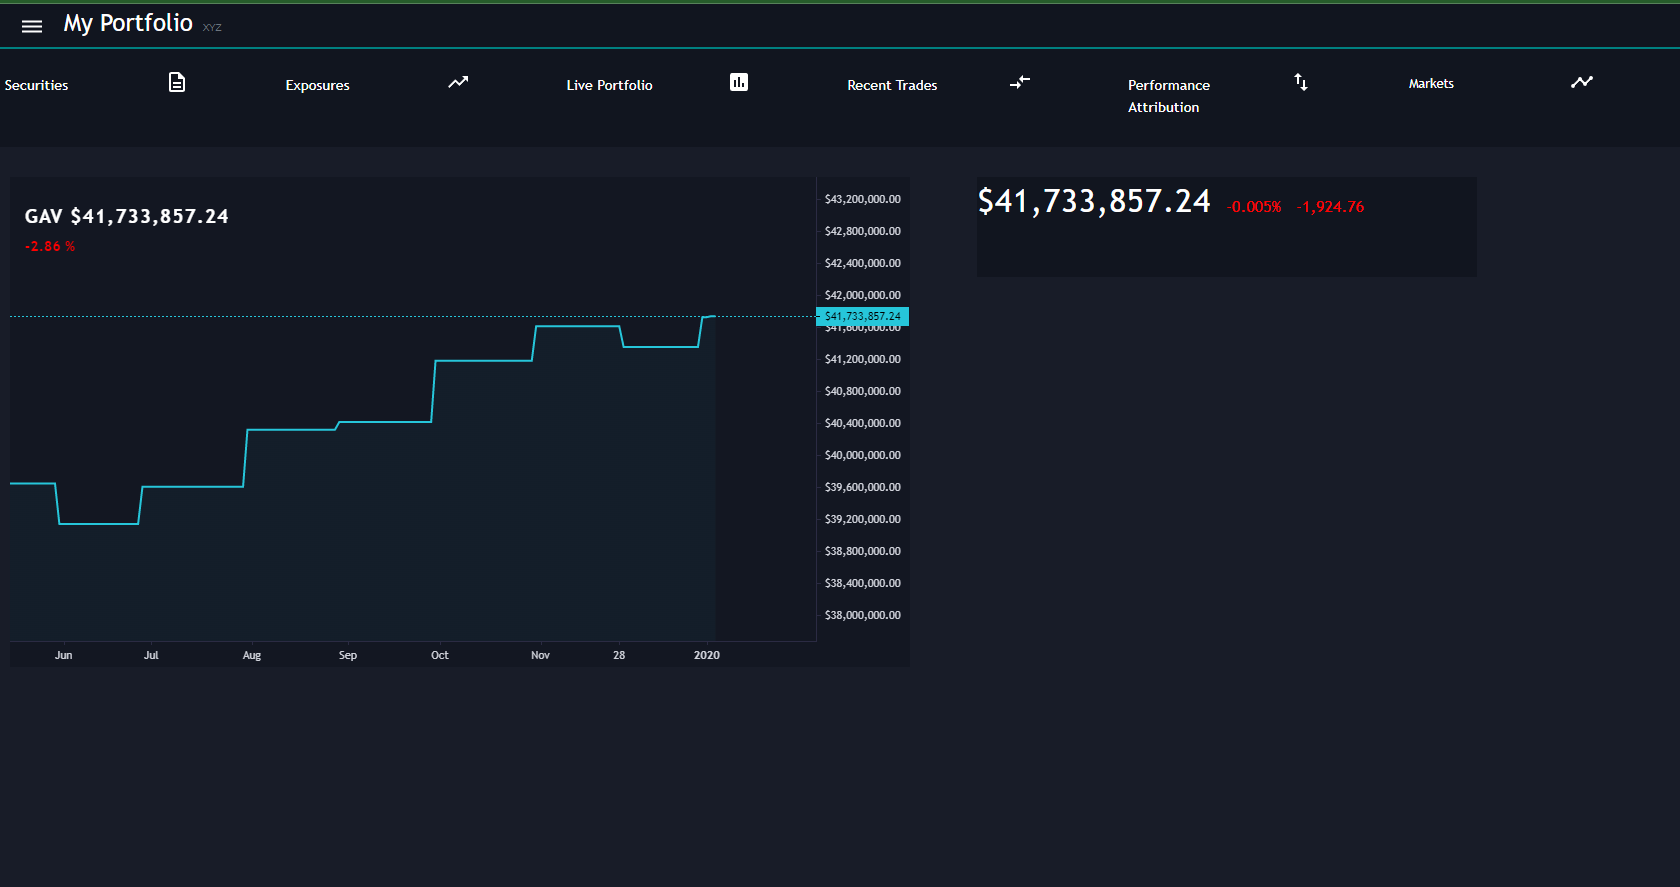 My Portfolio XYZ
Securities
Exposures
Live Portfolio
Recent Trades
Performance
Attribution
Markets
GAV $41,733,857.24
-2.86 %
$43,200,000.00
$42,800,000.00
$42,400,000.00
$42,000,000.00
$41,733,857.24
$41,600,000.00
$41,200,000.00
$40,800,000.00
$40,400,000.00
$40,000,000.00
$39,600,000.00
$39,200,000.00
$38,800,000.00
$38,400,000.00
$38,000,000.00
Jun Jul Aug Sep Oct Nov 28 2020
$41,733,857.24 -0.005% -1,924.76